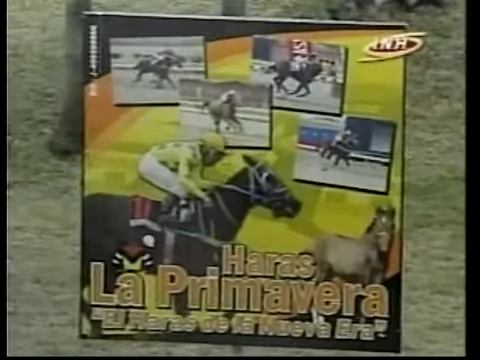 INH
Haras
La Primavera
"El Haras de la Nueva Era"